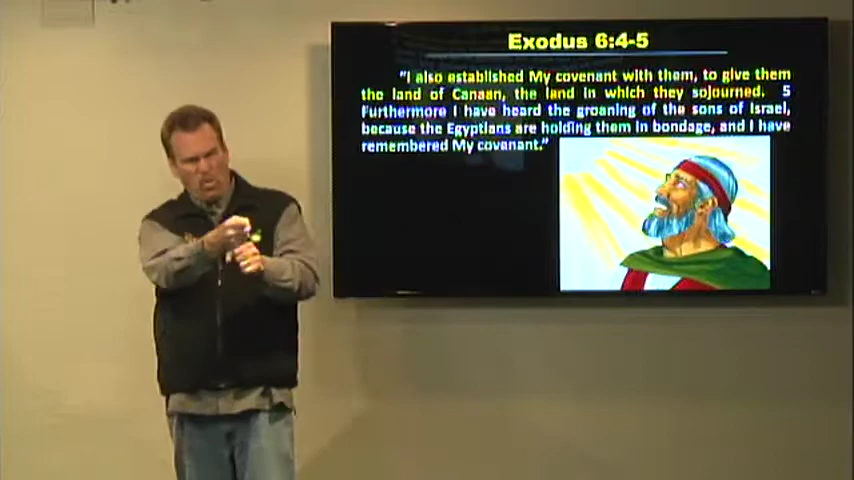 Exodus 6:4-5
"I also established My covenant with them, to give them
the land of Canaan, the land in which they sojourned. 5
Furthermore I have heard the groaning of the sons of Israel,
because the Egyptians are holding them in bondage, and I have
remembered My covenant."